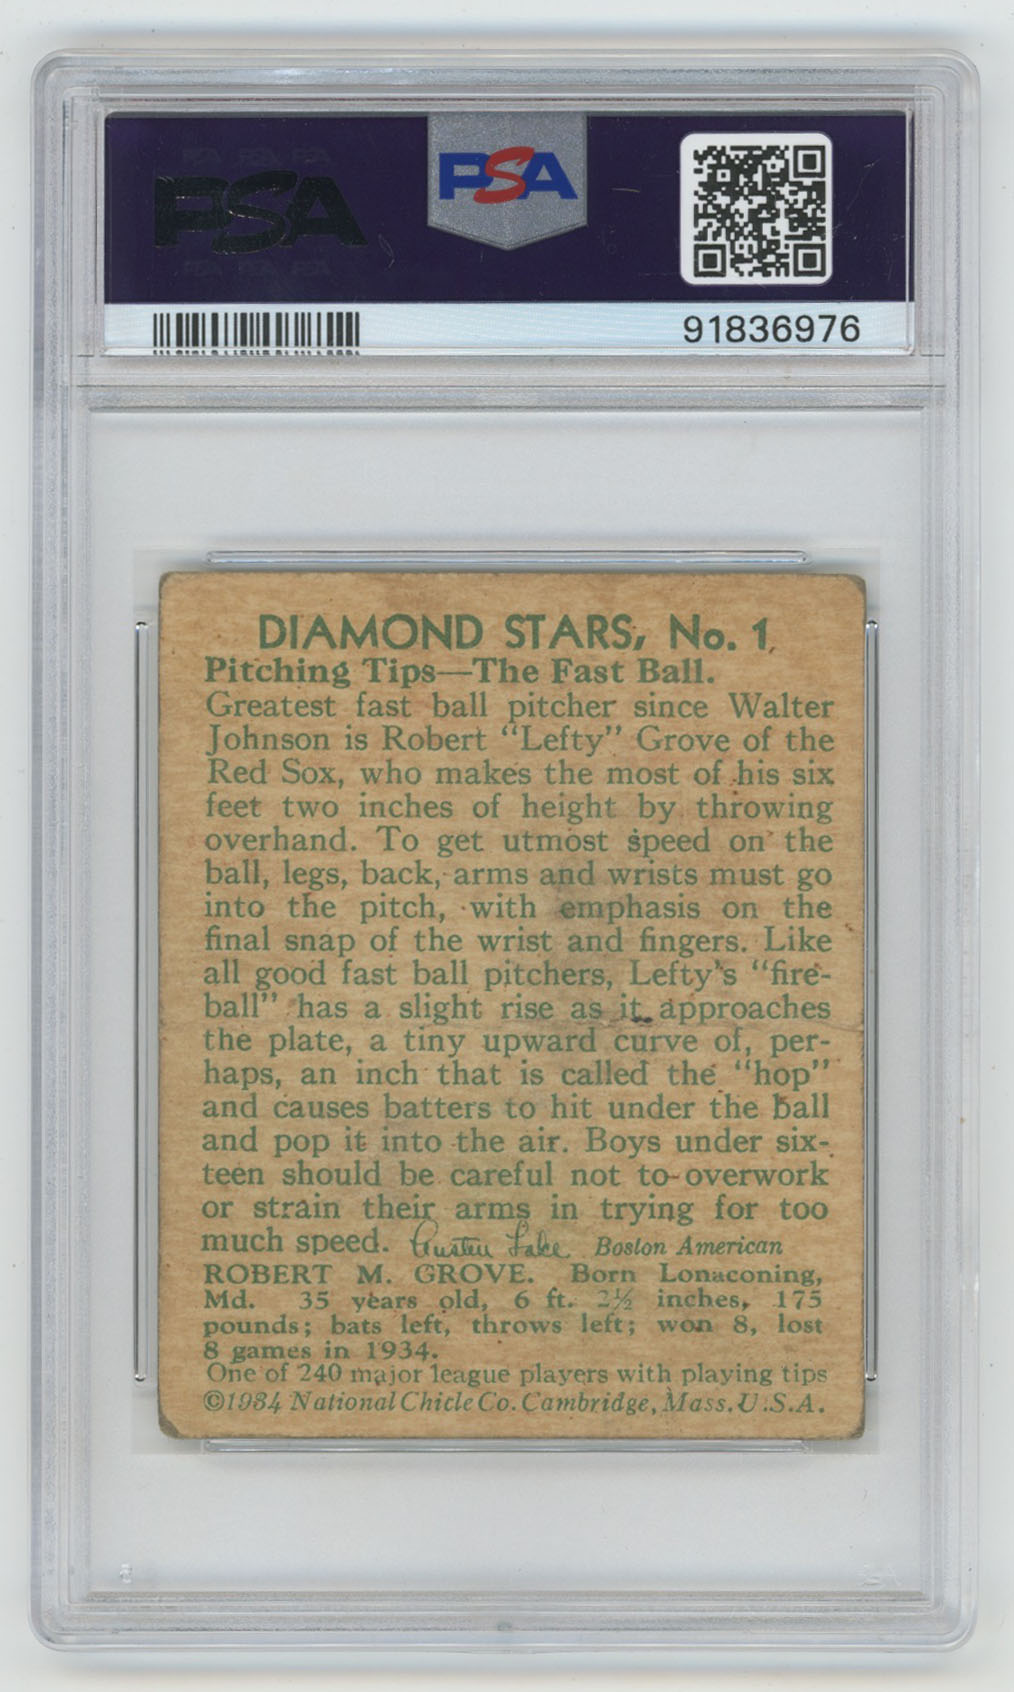 PSA
PSA
91836976
DIAMOND STARS, No. 1
Pitching Tips—The Fast Ball.
Greatest fast ball pitcher since Walter
Johnson is Robert "Lefty" Grove of the
Red Sox, who makes the most of his six
feet two inches of height by throwing
overhand. To get utmost speed on the
ball, legs, back, arms and wrists must go
into the pitch, with emphasis on the
final snap of the wrist and fingers. Like
all good fast ball pitchers, Lefty's "fire-
ball" has a slight rise as it approaches
the plate, a tiny upward curve of, per-
haps, an inch that is called the "hop"
and causes batters to hit under the ball
and pop it into the air. Boys under six-
teen should be careful not to overwork
or strain their arms in trying for too
much speed. Austen Lake Boston American
ROBERT M. GROVE. Born Lonaconing,
Md. 35 years old, 6 ft. 2½ inches, 175
pounds; bats left, throws left; won 8, lost
8 games in 1934.
One of 240 major league players with playing tips
©1934 National Chicle Co. Cambridge, Mass. U.S.A.